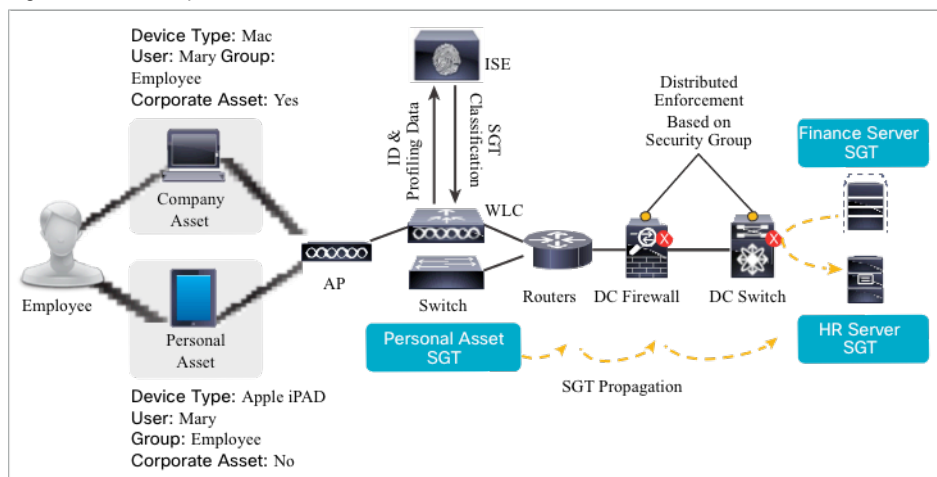 Device Type: Mac
User: Mary Group:
Employee
Corporate Asset: Yes
ISE
ID &
Profiling Data
SGT
Classification
Distributed
Enforcement
Based on
Security Group
Finance Server
SGT
Company
Asset
WLC
Employee
AP
Switch
Routers
DC Firewall
DC Switch
Personal
Asset
Personal Asset
SGT
SGT Propagation
HR Server
SGT
Device Type: Apple iPAD
User: Mary
Group: Employee
Corporate Asset: No